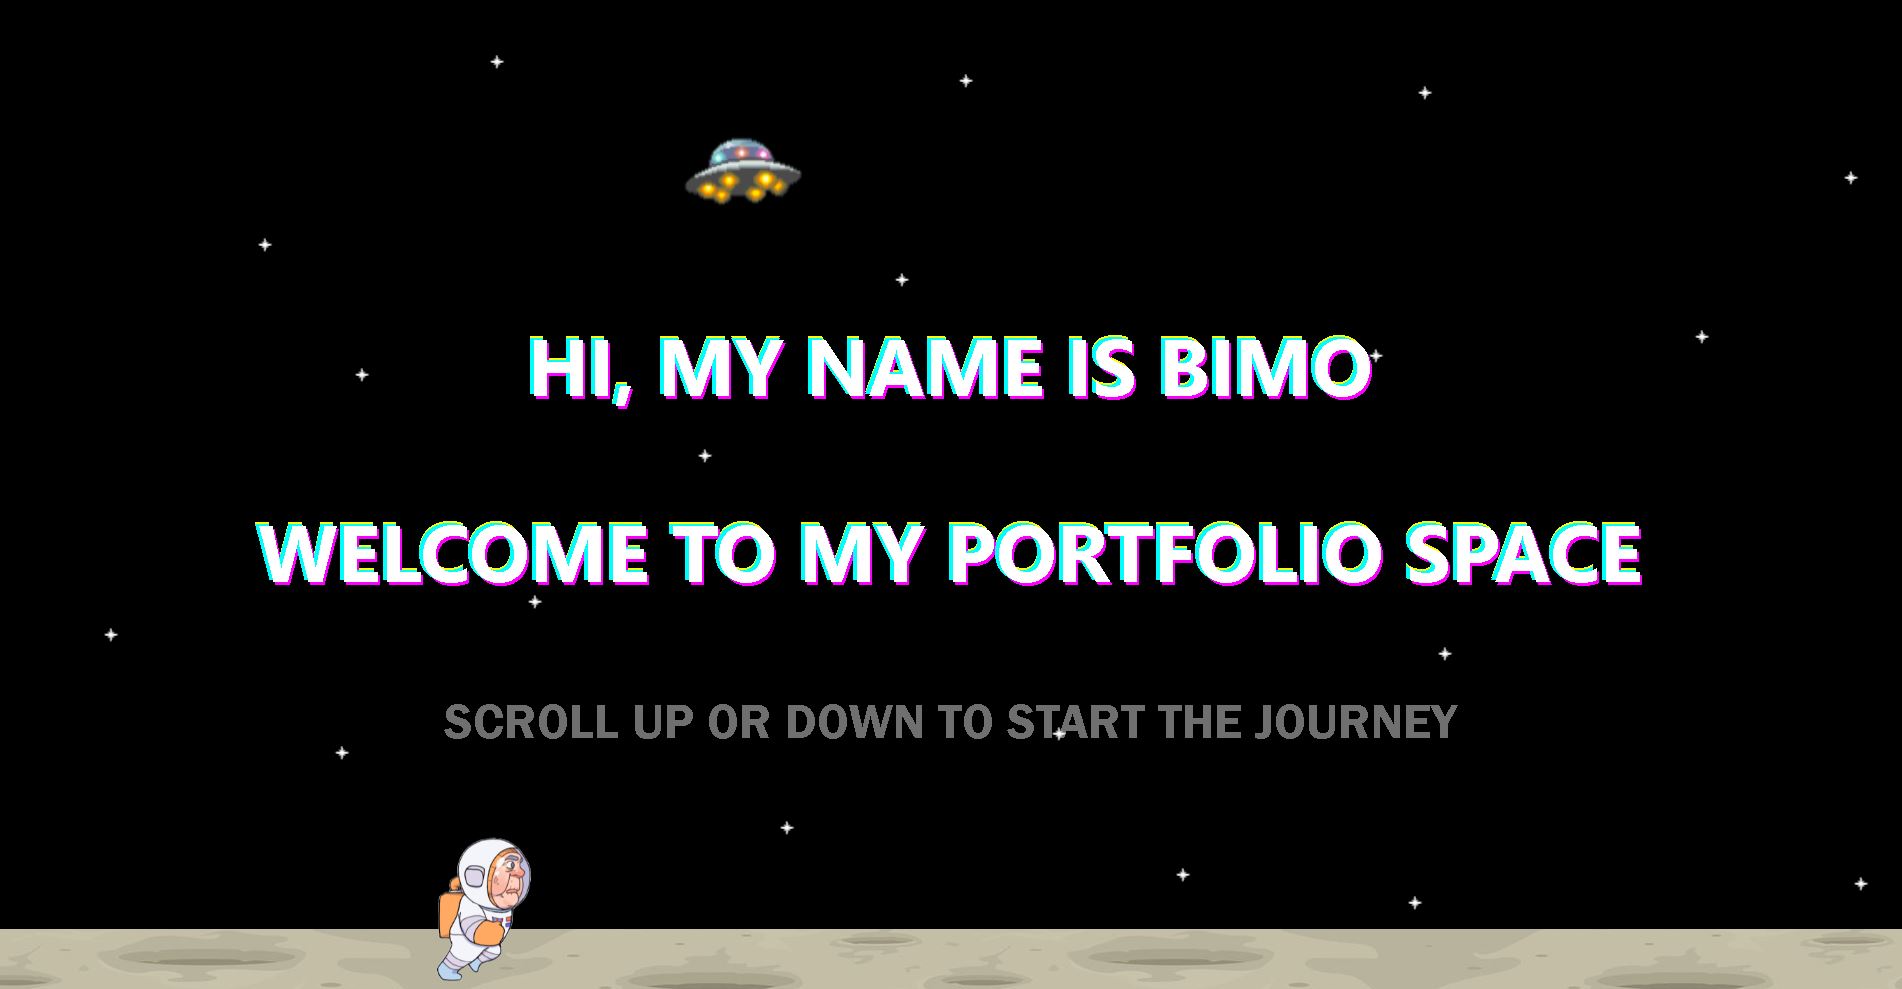 HI, MY NAME IS BIMO
WELCOME TO MY PORTFOLIO SPACE
SCROLL UP OR DOWN TO START THE JOURNEY